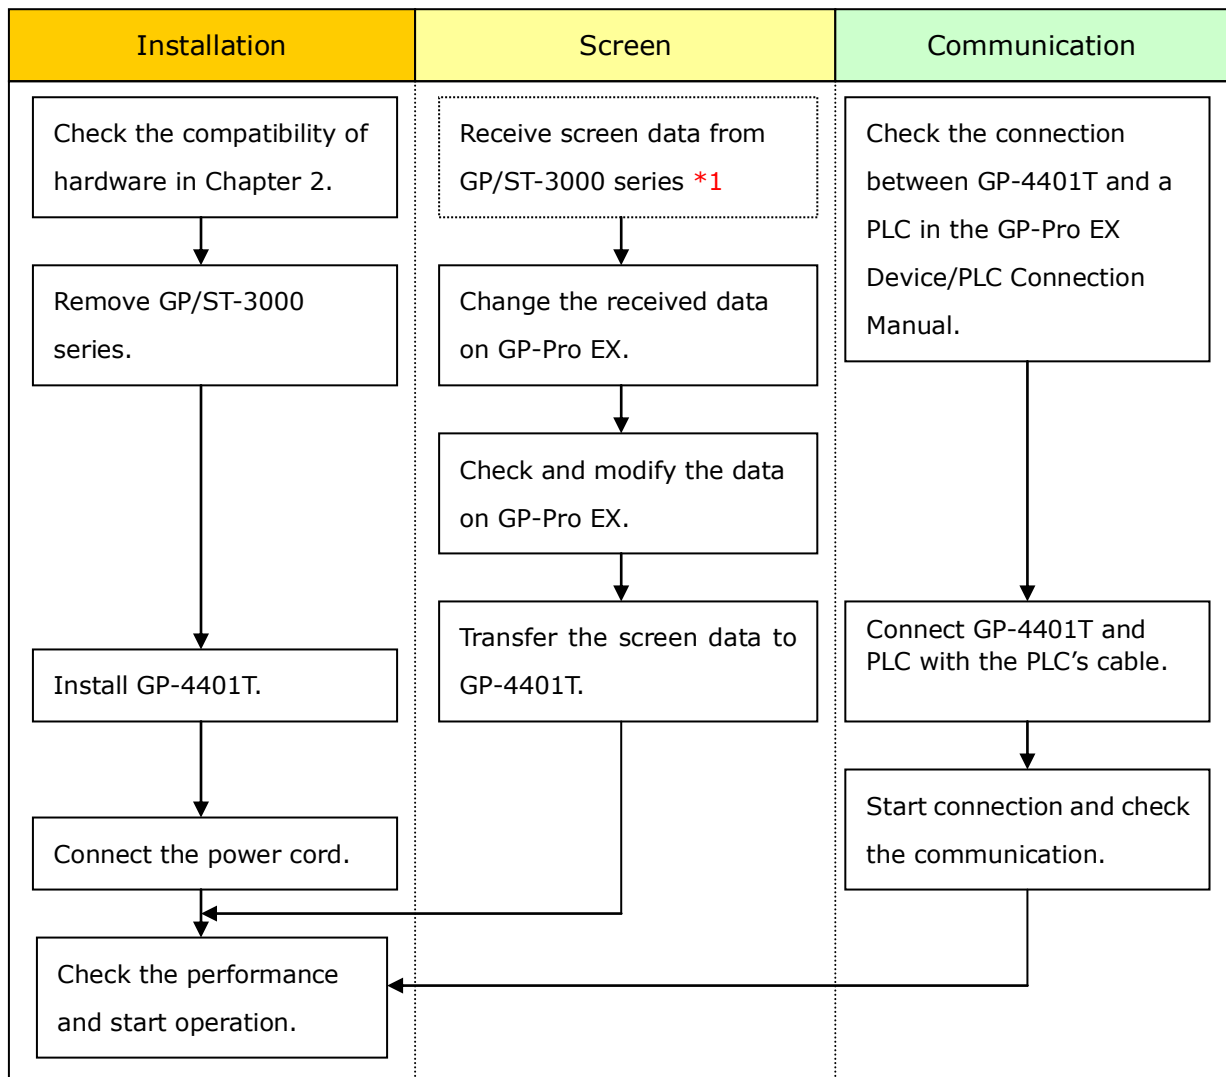 Installation
Screen
Communication
Check the compatibility of
hardware in Chapter 2.
Remove GP/ST-3000
series.
Install GP-4401T.
Connect the power cord.
Check the performance
and start operation.
Receive screen data from
GP/ST-3000 series *1
Change the received data
on GP-Pro EX.
Check and modify the data
on GP-Pro EX.
Transfer the screen data to
GP-4401T.
Check the connection
between GP-4401T and a
PLC in the GP-Pro EX
Device/PLC Connection
Manual.
Connect GP-4401T and
PLC with the PLC’s cable.
Start connection and check
the communication.